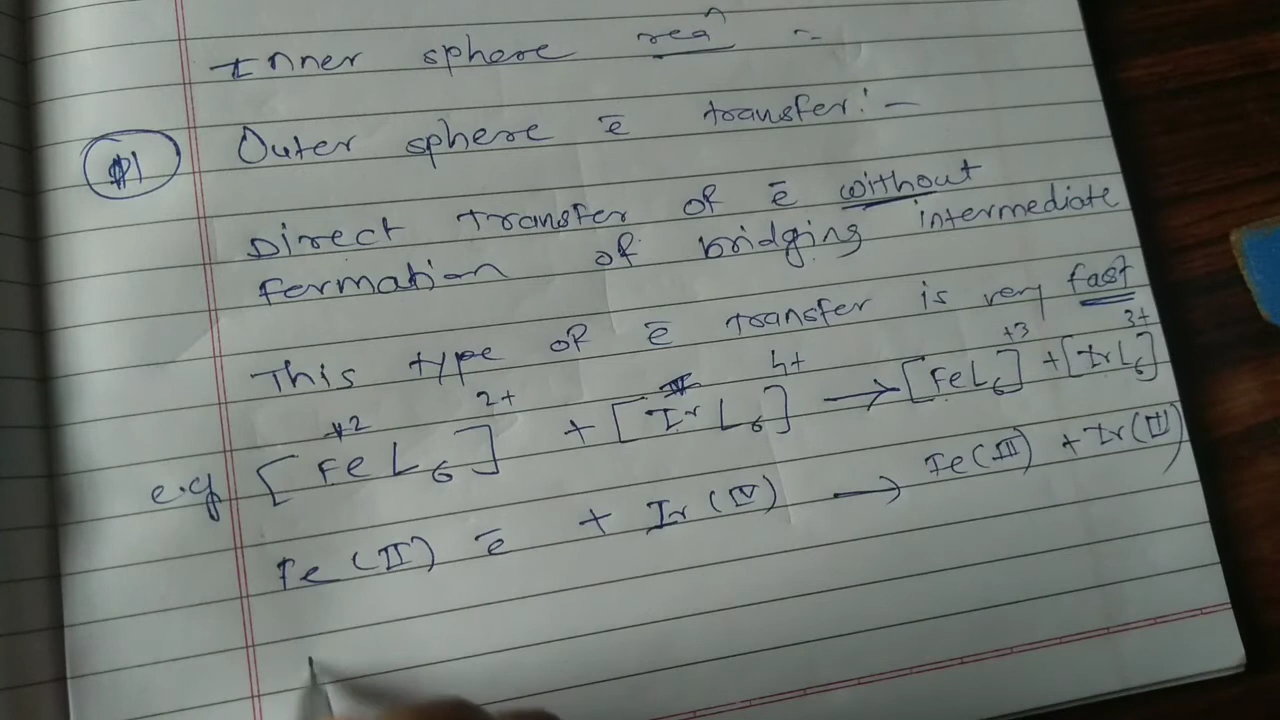 Inner sphere rea^n :-
① Outer sphere ē transfer:-
Direct transfer of ē without
formation of bridging intermediate
This type of ē transfer is very fast
e.g [FeL6]2+ + [IrL6]4+ → [FeL6]+3 + [IrL6]3+
Fe(II) ē + Ir(IV) → Fe(III) + Ir(III)